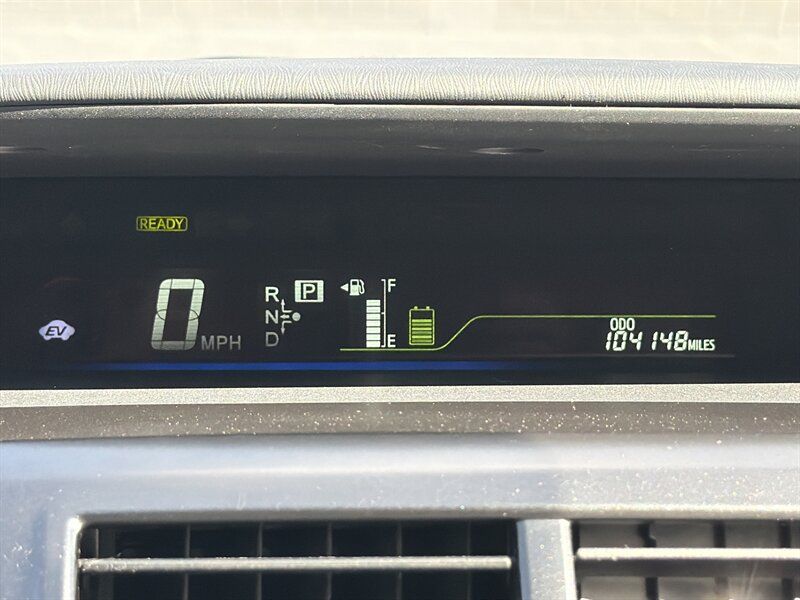 READY
EV
0 MPH
R P
N
D
F
E
ODO
104148 MILES